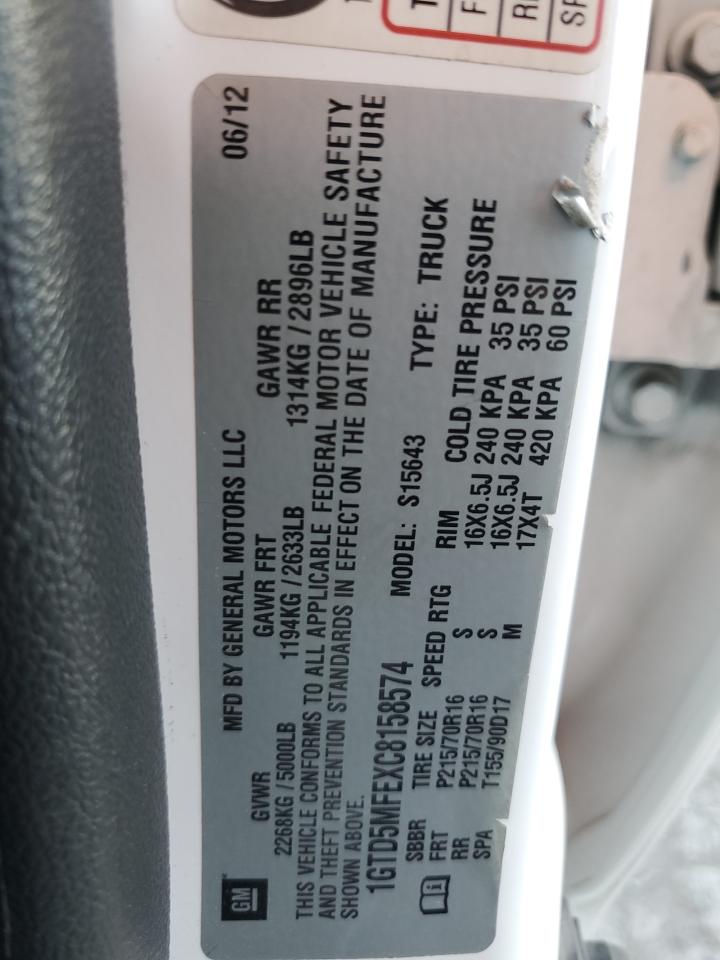 GM
MFD BY GENERAL MOTORS LLC 06/12
GVWR GAWR FRT GAWR RR
2268KG/5000LB 1194KG/2633LB 1314KG/2896LB
THIS VEHICLE CONFORMS TO ALL APPLICABLE FEDERAL MOTOR VEHICLE SAFETY
AND THEFT PREVENTION STANDARDS IN EFFECT ON THE DATE OF MANUFACTURE
SHOWN ABOVE.
1GTD5MFEXC8158574 MODEL: S15643 TYPE: TRUCK
SBBR TIRE SIZE SPEED RTG RIM COLD TIRE PRESSURE
FRT P215/70R16 S 16X6.5J 240 KPA 35 PSI
RR P215/70R16 S 16X6.5J 240 KPA 35 PSI
SPA T155/90D17 M 17X4T 420 KPA 60 PSI